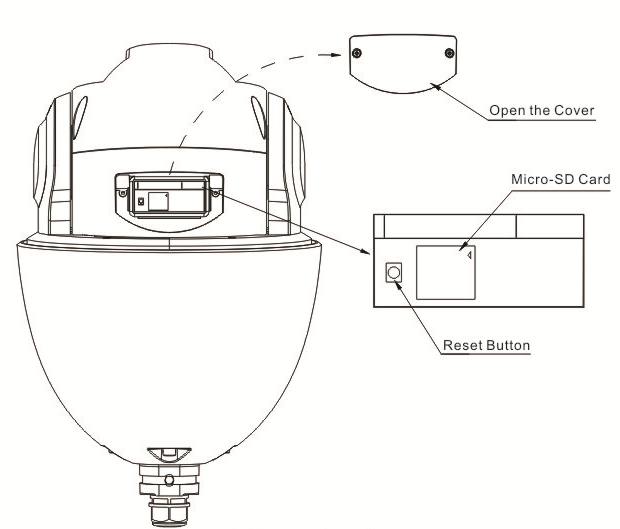 Open the Cover
Micro-SD Card
Reset Button